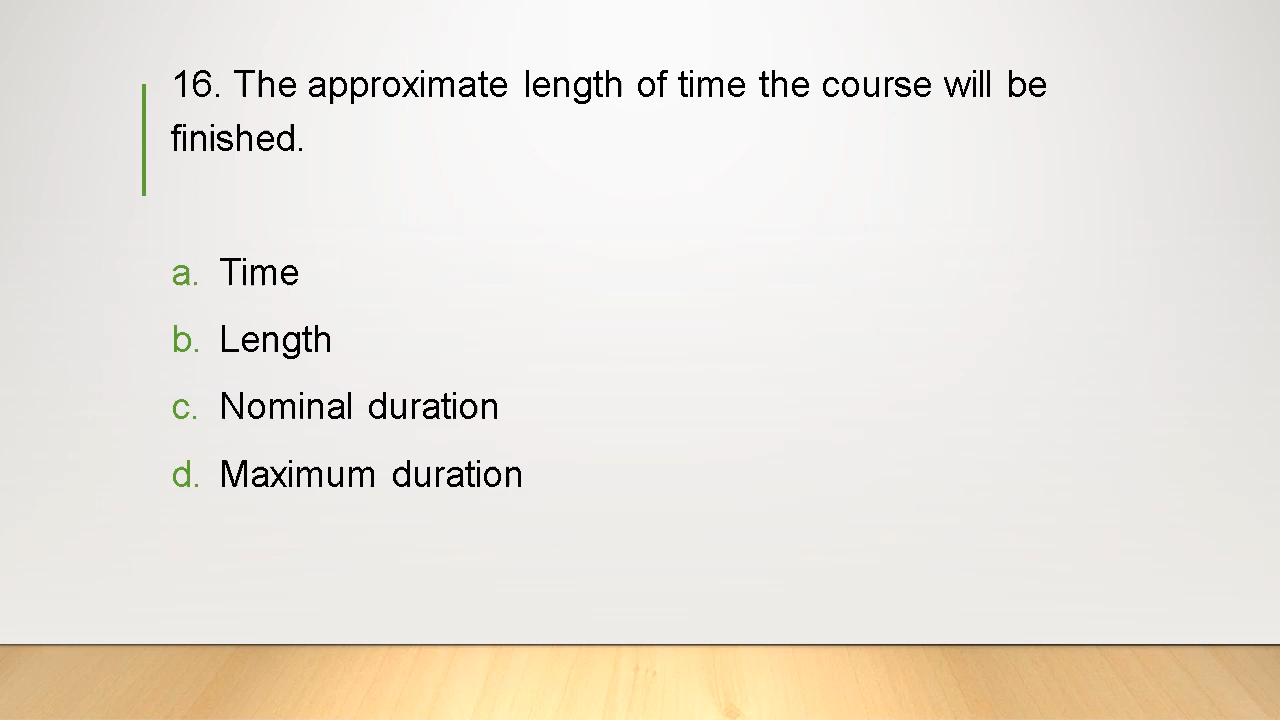 16. The approximate length of time the course will be
finished.
a. Time
b. Length
c. Nominal duration
d. Maximum duration